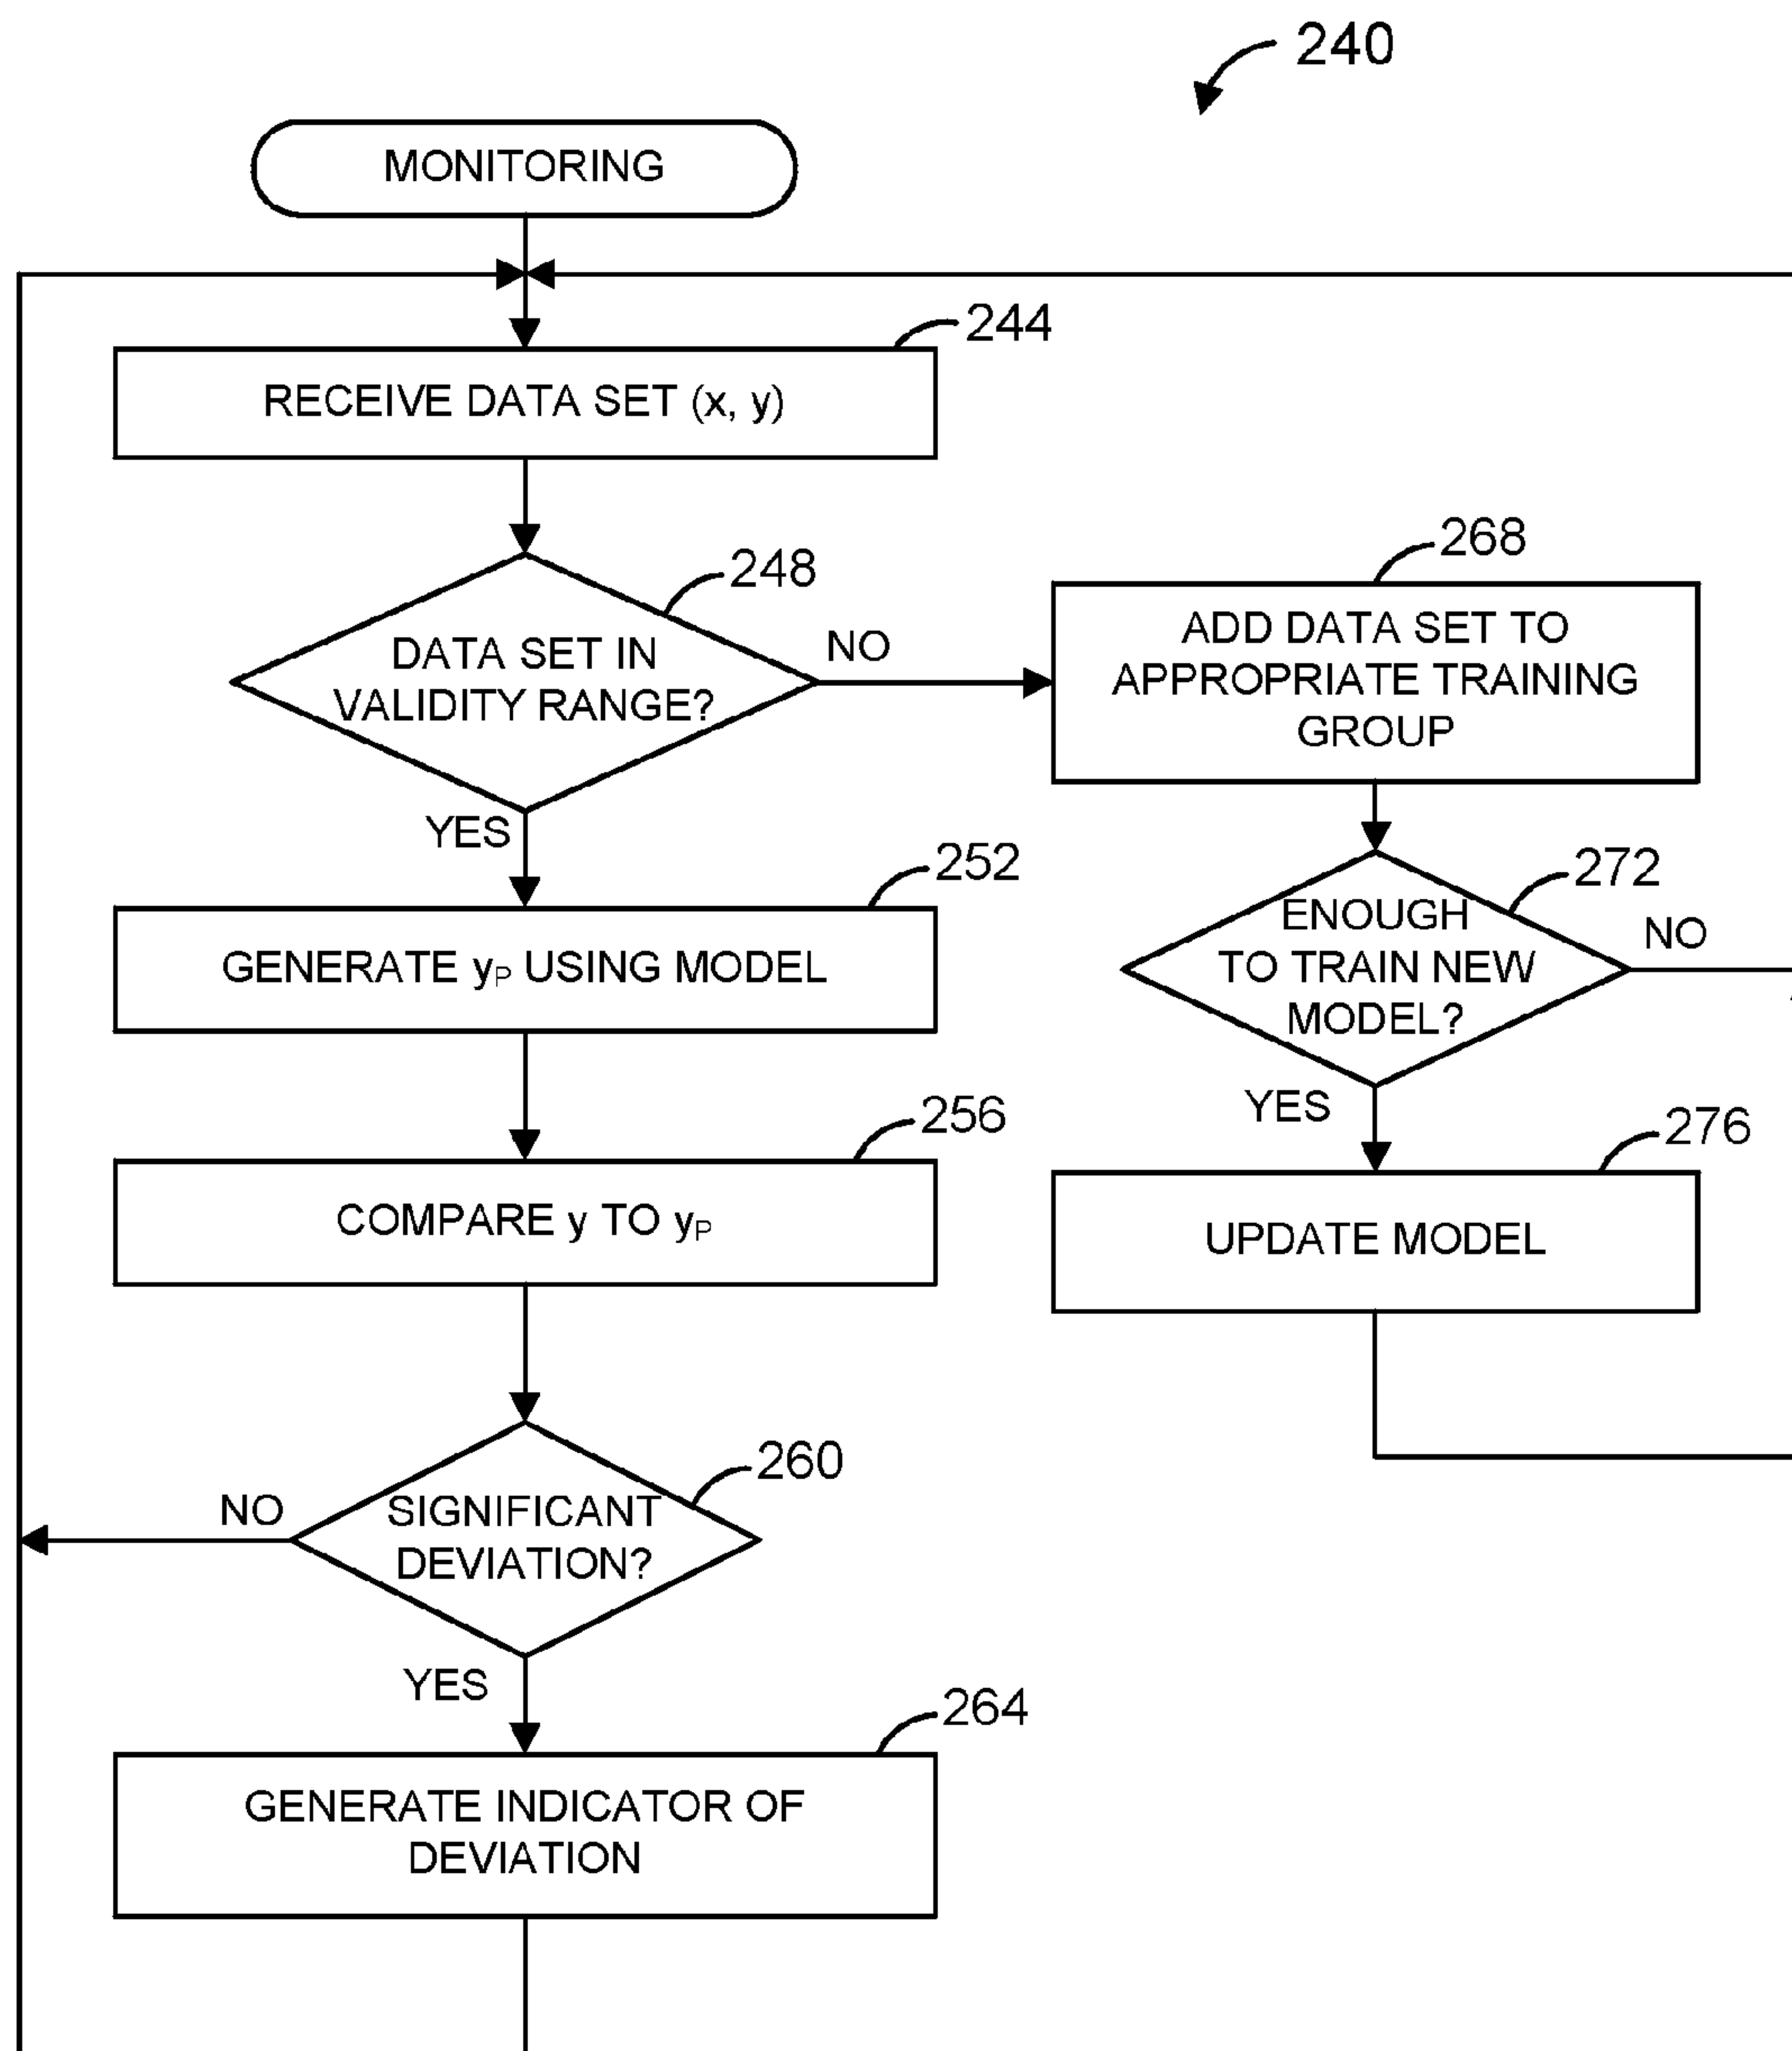 240
MONITORING
244
RECEIVE DATA SET (x, y)
248
DATA SET IN
VALIDITY RANGE?
NO
YES
268
ADD DATA SET TO
APPROPRIATE TRAINING
GROUP
252
GENERATE yP USING MODEL
272
ENOUGH
TO TRAIN NEW
MODEL?
NO
YES
256
COMPARE y TO yP
276
UPDATE MODEL
260
SIGNIFICANT
DEVIATION?
NO
YES
264
GENERATE INDICATOR OF
DEVIATION